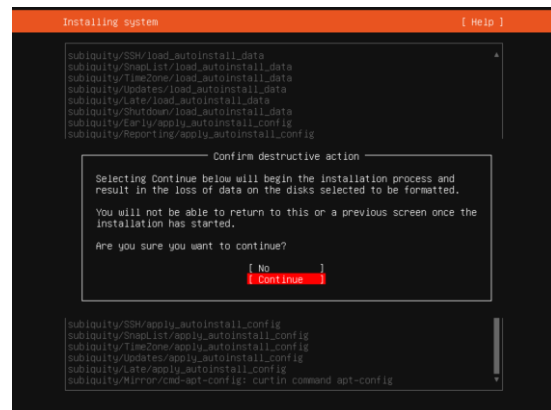 Installing system [ Help ]
subiquity/SSH/load_autoinstall_data
subiquity/SnapList/load_autoinstall_data
subiquity/TimeZone/load_autoinstall_data
subiquity/Updates/load_autoinstall_data
subiquity/Late/load_autoinstall_data
subiquity/Shutdown/load_autoinstall_data
subiquity/Early/apply_autoinstall_config
subiquity/Reporting/apply_autoinstall_config
Confirm destructive action
Selecting Continue below will begin the installation process and
result in the loss of data on the disks selected to be formatted.
You will not be able to return to this or a previous screen once the
installation has started.
Are you sure you want to continue?
[ No ]
[ Continue ]
subiquity/SSH/apply_autoinstall_config
subiquity/SnapList/apply_autoinstall_config
subiquity/TimeZone/apply_autoinstall_config
subiquity/Updates/apply_autoinstall_config
subiquity/Late/apply_autoinstall_config
subiquity/Mirror/cmd-apt-config: curtin command apt-config